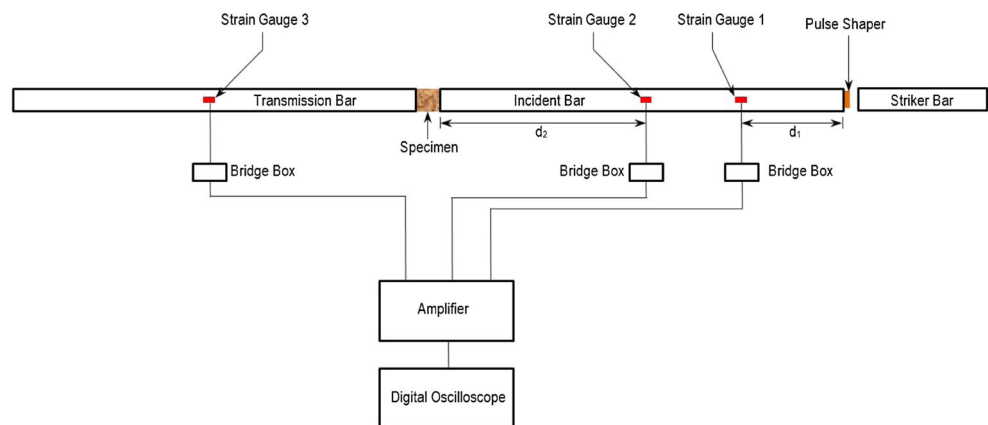 Strain Gauge 3
Strain Gauge 2
Strain Gauge 1
Pulse Shaper
Transmission Bar
Incident Bar
Striker Bar
d2
d1
Specimen
Bridge Box
Bridge Box
Bridge Box
Amplifier
Digital Oscilloscope